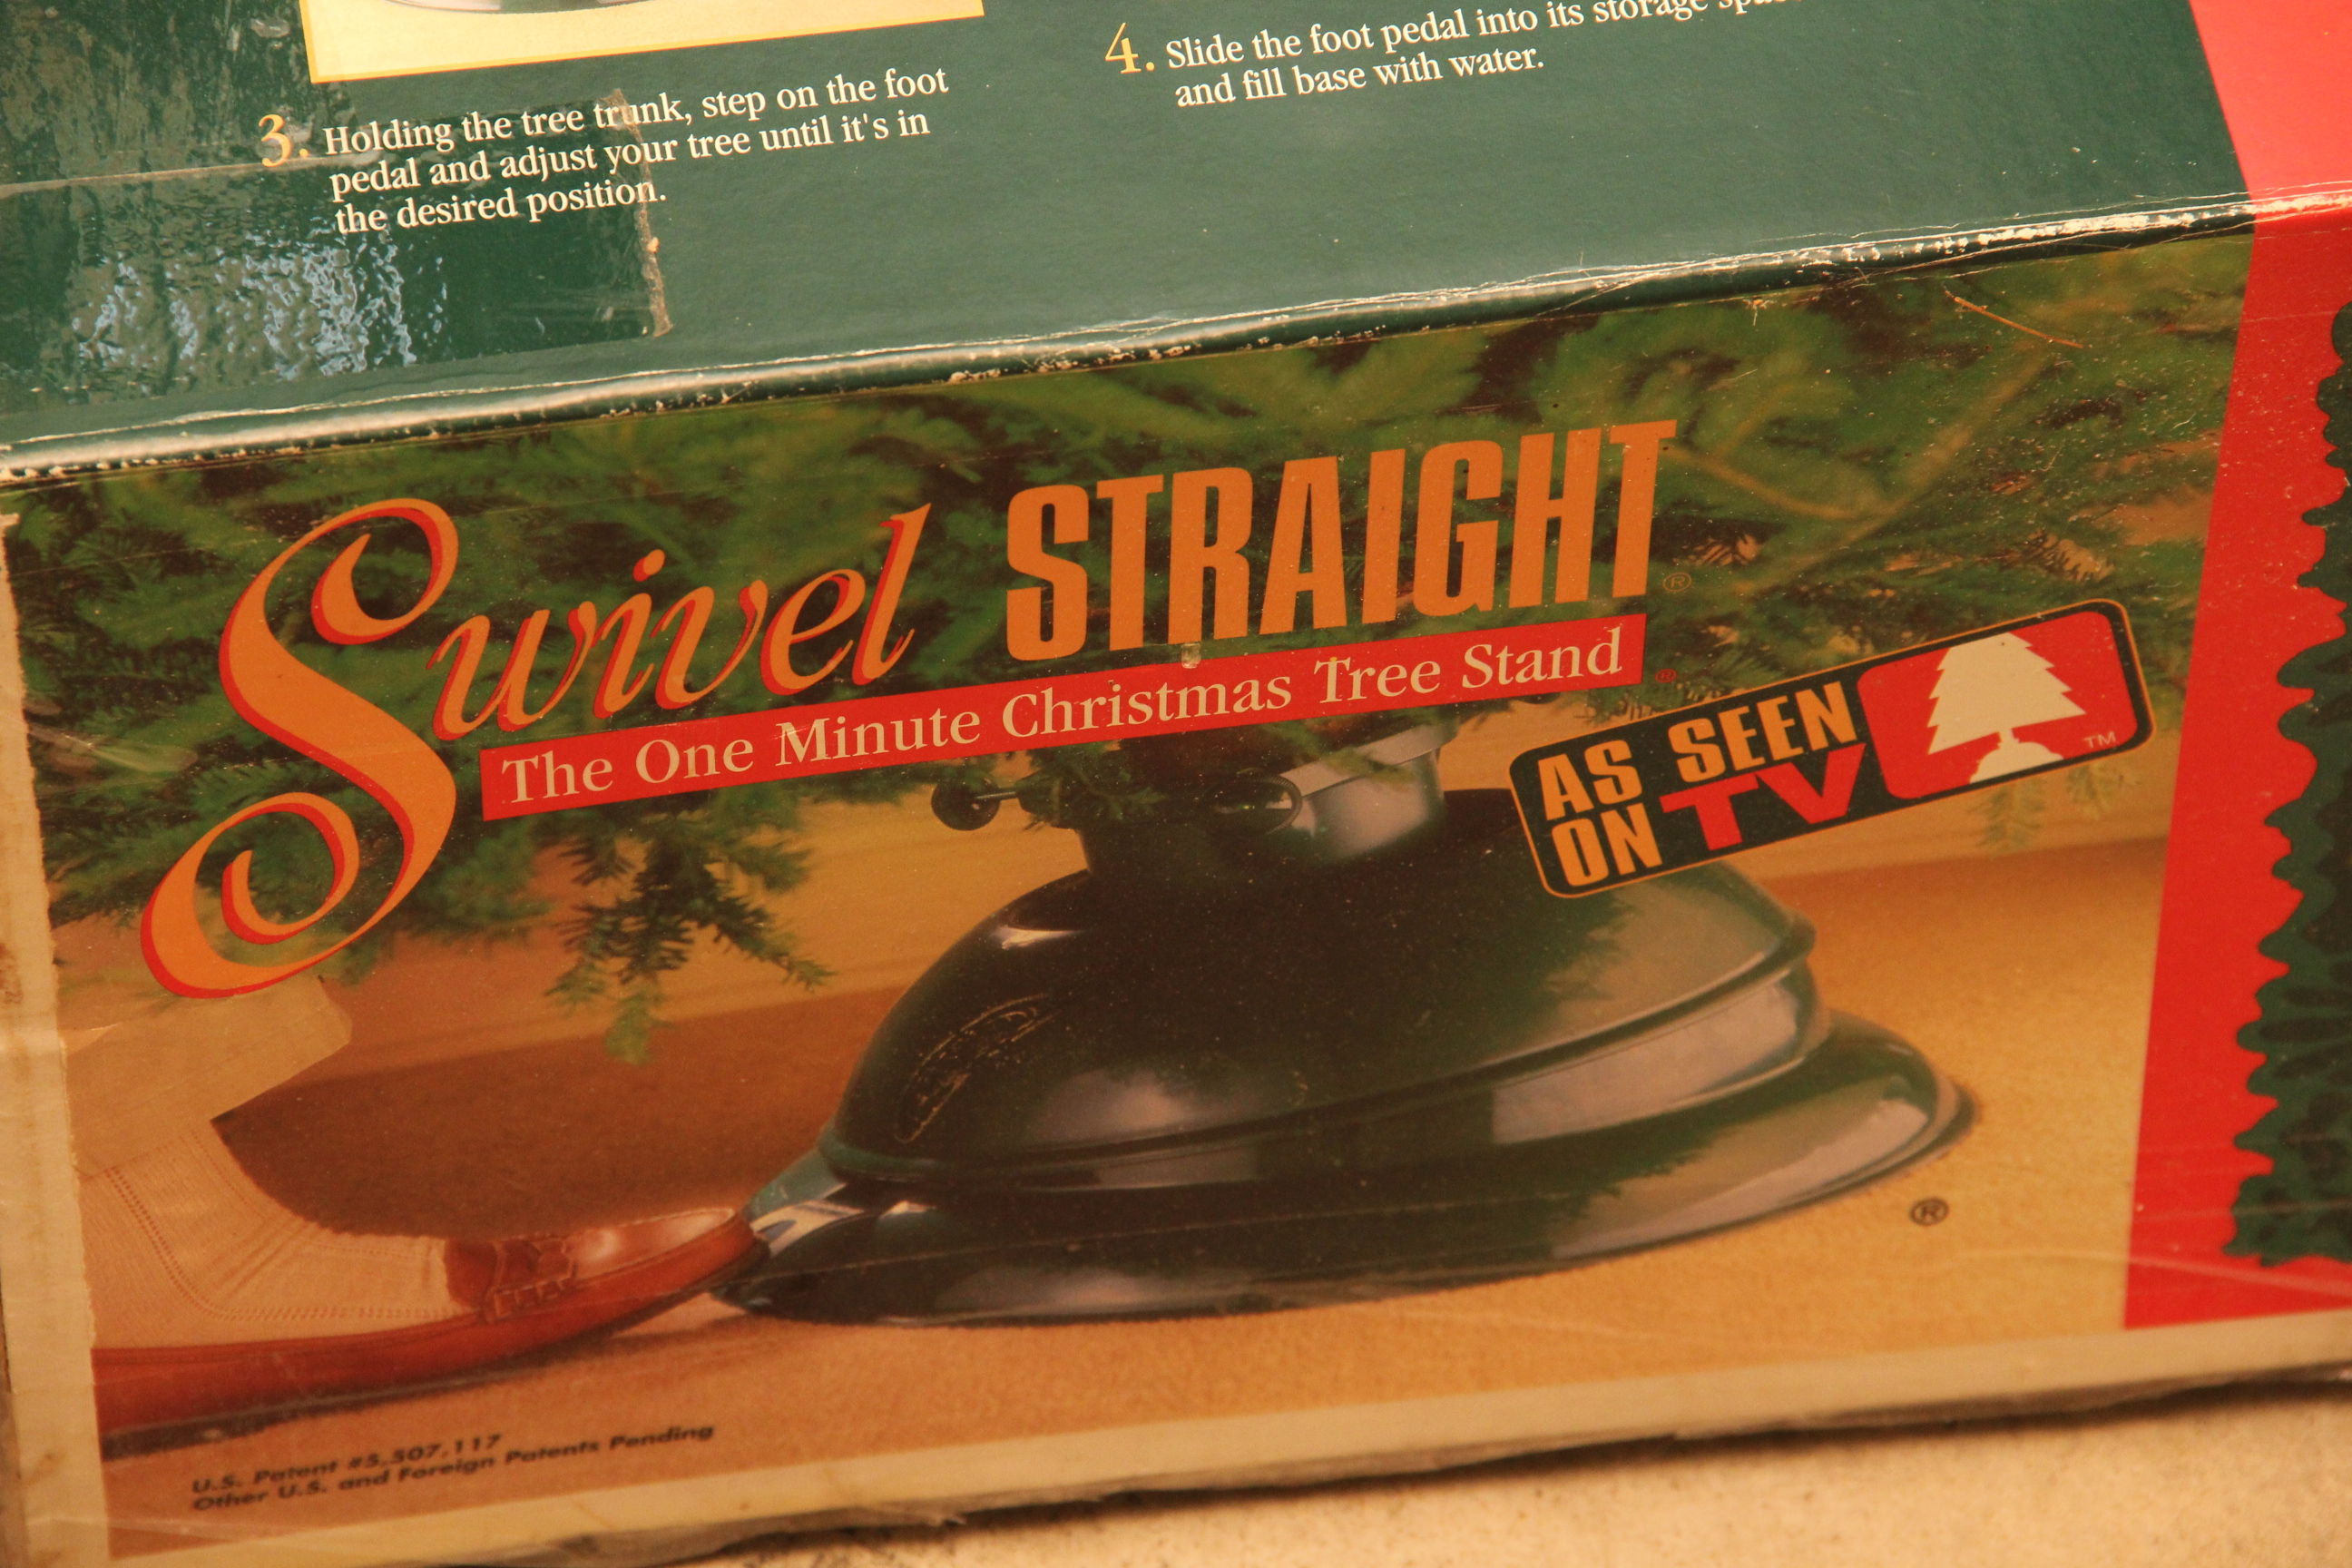 3. Holding the tree trunk, step on the foot
pedal and adjust your tree until it's in
the desired position.
4. Slide the foot pedal into its storage
and fill base with water.
Swivel STRAIGHT®
The One Minute Christmas Tree Stand®
AS SEEN
ON TV
TM
®
U.S. Patent #5,507,117
Other U.S. and Foreign Patents Pending